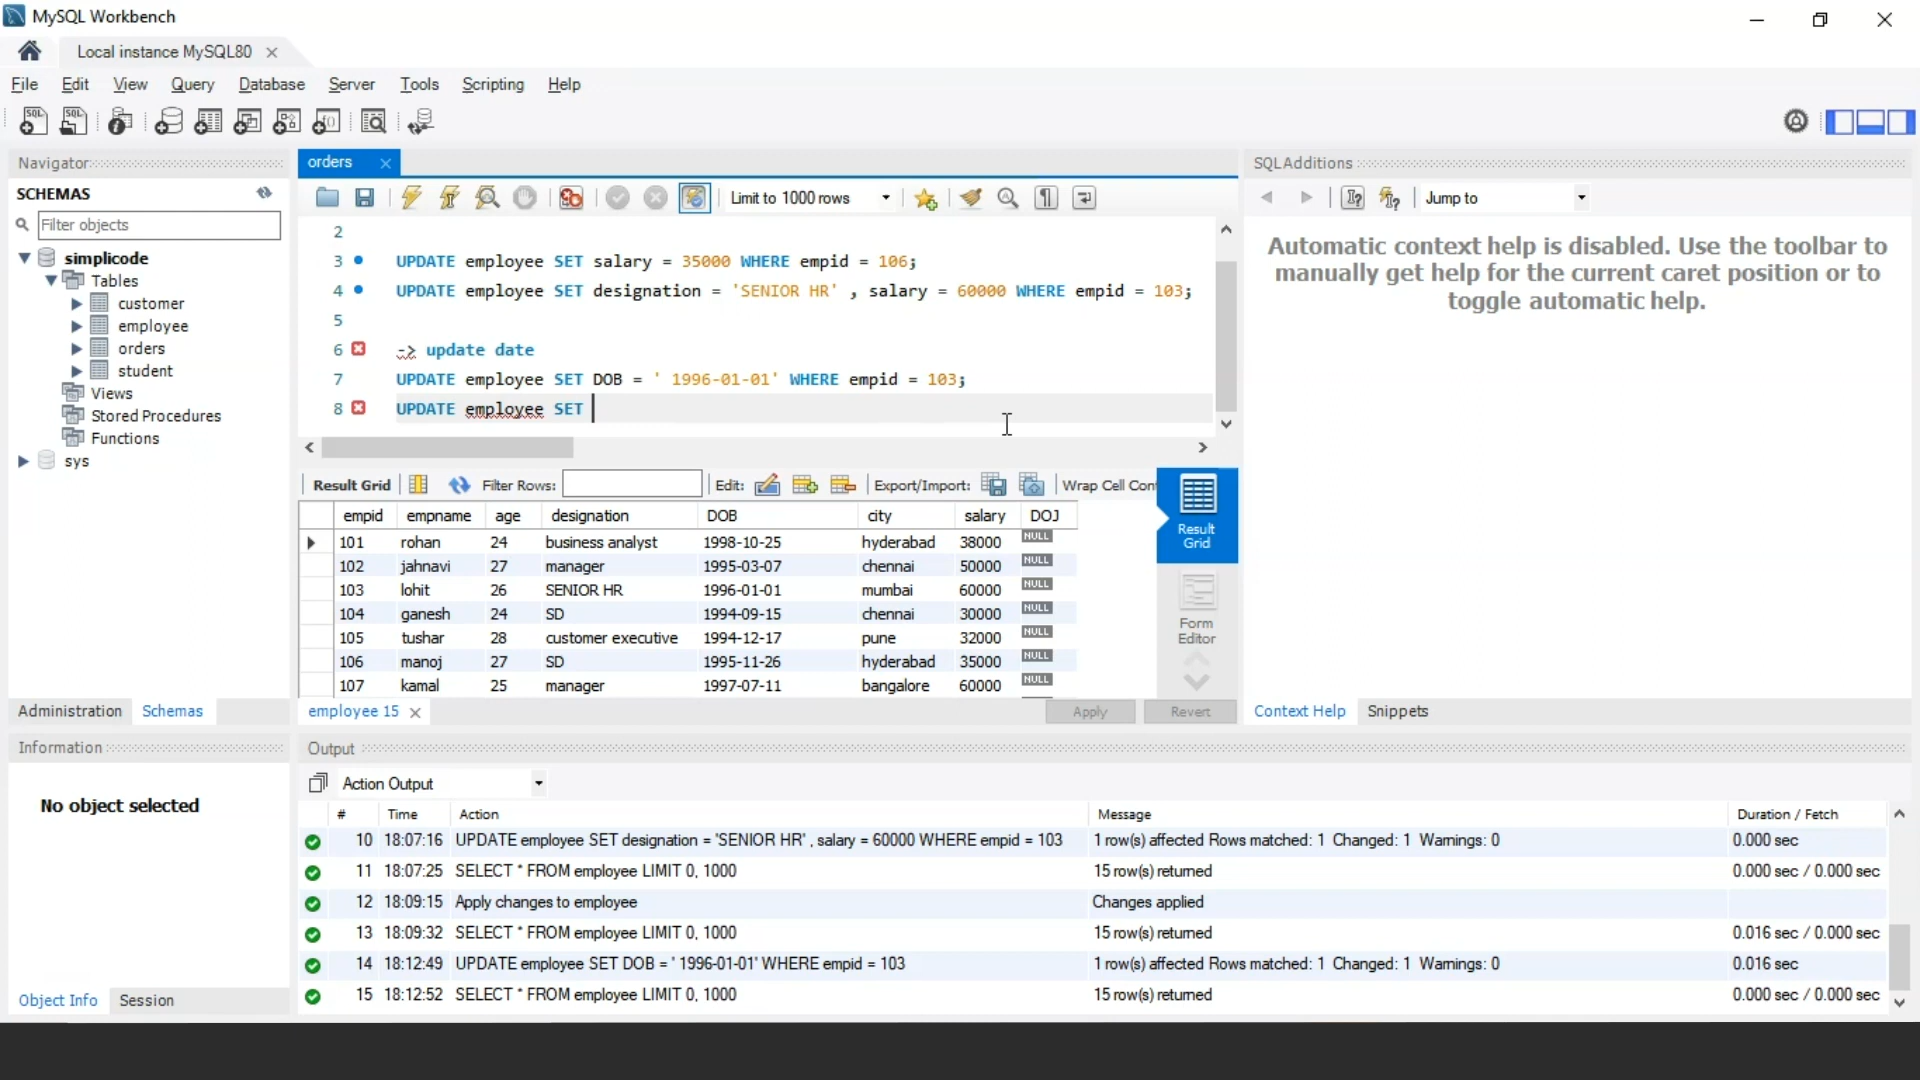 MySQL Workbench
Local instance MySQL80
File Edit View Query Database Server Tools Scripting Help
Navigator
SCHEMAS
Filter objects
simplicode
Tables
customer
employee
orders
student
Views
Stored Procedures
Functions
sys
Administration Schemas
Information
No object selected
Object Info Session
orders
Limit to 1000 rows
2
3 UPDATE employee SET salary = 35000 WHERE empid = 106;
4 UPDATE employee SET designation = 'SENIOR HR' , salary = 60000 WHERE empid = 103;
5
6 -> update date
7 UPDATE employee SET DOB = ' 1996-01-01' WHERE empid = 103;
8 UPDATE employee SET
Result Grid Filter Rows: Edit: Export/Import: Wrap Cell Cont
empid empname age designation DOB city salary DOJ
101 rohan 24 business analyst 1998-10-25 hyderabad 38000 NULL
102 jahnavi 27 manager 1995-03-07 chennai 50000 NULL
103 lohit 26 SENIOR HR 1996-01-01 mumbai 60000 NULL
104 ganesh 24 SD 1994-09-15 chennai 30000 NULL
105 tushar 28 customer executive 1994-12-17 pune 32000 NULL
106 manoj 27 SD 1995-11-26 hyderabad 35000 NULL
107 kamal 25 manager 1997-07-11 bangalore 60000 NULL
Result
Grid
Form
Editor
employee 15 Apply Revert
SQLAdditions
Jump to
Automatic context help is disabled. Use the toolbar to
manually get help for the current caret position or to
toggle automatic help.
Context Help Snippets
Output
Action Output
# Time Action Message Duration / Fetch
10 18:07:16 UPDATE employee SET designation = 'SENIOR HR' , salary = 60000 WHERE empid = 103 1 row(s) affected Rows matched: 1 Changed: 1 Warnings: 0 0.000 sec
11 18:07:25 SELECT * FROM employee LIMIT 0, 1000 15 row(s) returned 0.000 sec / 0.000 sec
12 18:09:15 Apply changes to employee Changes applied
13 18:09:32 SELECT * FROM employee LIMIT 0, 1000 15 row(s) returned 0.016 sec / 0.000 sec
14 18:12:49 UPDATE employee SET DOB = ' 1996-01-01' WHERE empid = 103 1 row(s) affected Rows matched: 1 Changed: 1 Warnings: 0 0.016 sec
15 18:12:52 SELECT * FROM employee LIMIT 0, 1000 15 row(s) returned 0.000 sec / 0.000 sec